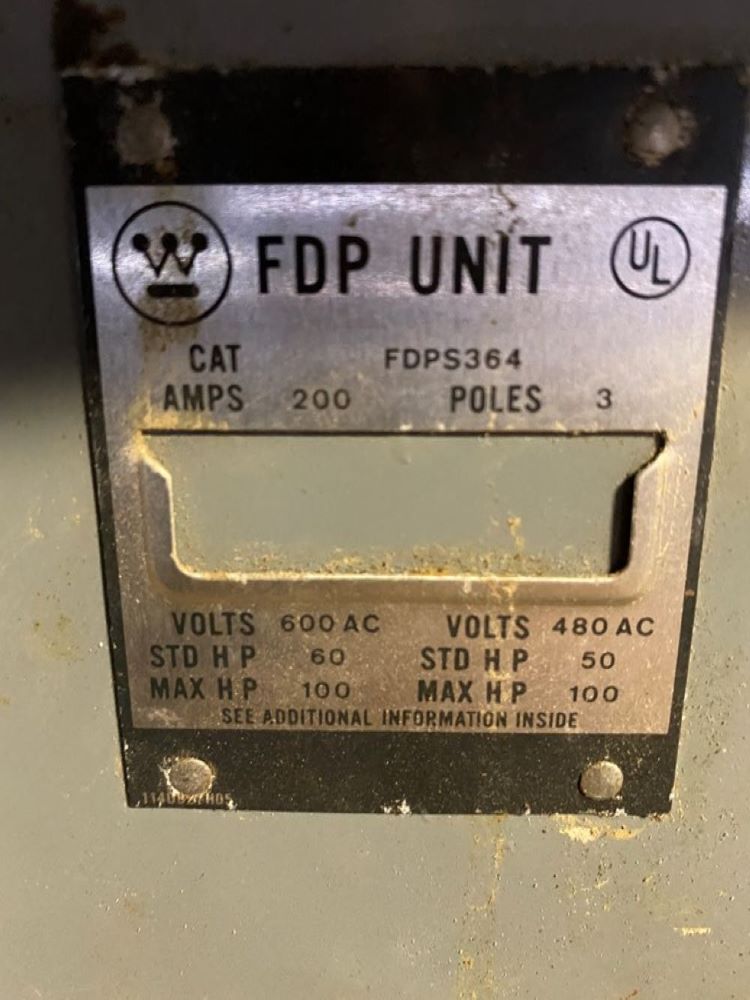 W FDP UNIT UL
CAT FDPS364
AMPS 200 POLES 3
VOLTS 600 AC VOLTS 480 AC
STD H P 60 STD H P 50
MAX H P 100 MAX H P 100
SEE ADDITIONAL INFORMATION INSIDE